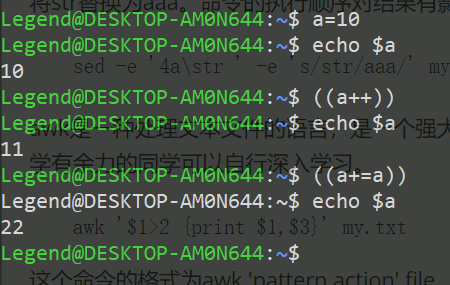 将str替换为aaa。命令的执行顺序对结果有影
Legend@DESKTOP-AM0N644:~$ a=10
Legend@DESKTOP-AM0N644:~$ echo $a
10
sed -e '4a\str ' -e 's/str/aaa/' my
Legend@DESKTOP-AM0N644:~$ ((a++))
Legend@DESKTOP-AM0N644:~$ echo $a
awk是一种处理文本文件的语言，是一个强大
11
学有余力的同学可以自行深入学习。
Legend@DESKTOP-AM0N644:~$ ((a+=a))
Legend@DESKTOP-AM0N644:~$ echo $a
22
awk '$1>2 {print $1,$3}' my.txt
Legend@DESKTOP-AM0N644:~$
这个命令的格式为awk 'pattern action' file